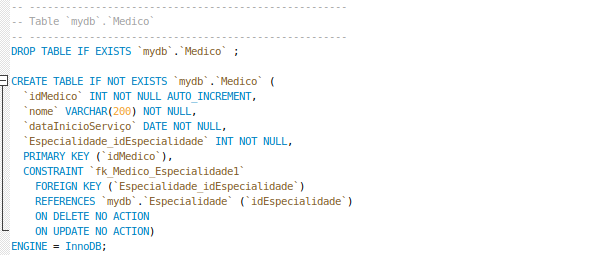 -- -----------------------------------------------------
-- Table `mydb`.`Medico`
-- -----------------------------------------------------
DROP TABLE IF EXISTS `mydb`.`Medico` ;
CREATE TABLE IF NOT EXISTS `mydb`.`Medico` (
`idMedico` INT NOT NULL AUTO_INCREMENT,
`nome` VARCHAR(200) NOT NULL,
`dataInicioServiço` DATE NOT NULL,
`Especialidade_idEspecialidade` INT NOT NULL,
PRIMARY KEY (`idMedico`),
CONSTRAINT `fk_Medico_Especialidade1`
FOREIGN KEY (`Especialidade_idEspecialidade`)
REFERENCES `mydb`.`Especialidade` (`idEspecialidade`)
ON DELETE NO ACTION
ON UPDATE NO ACTION)
ENGINE = InnoDB;